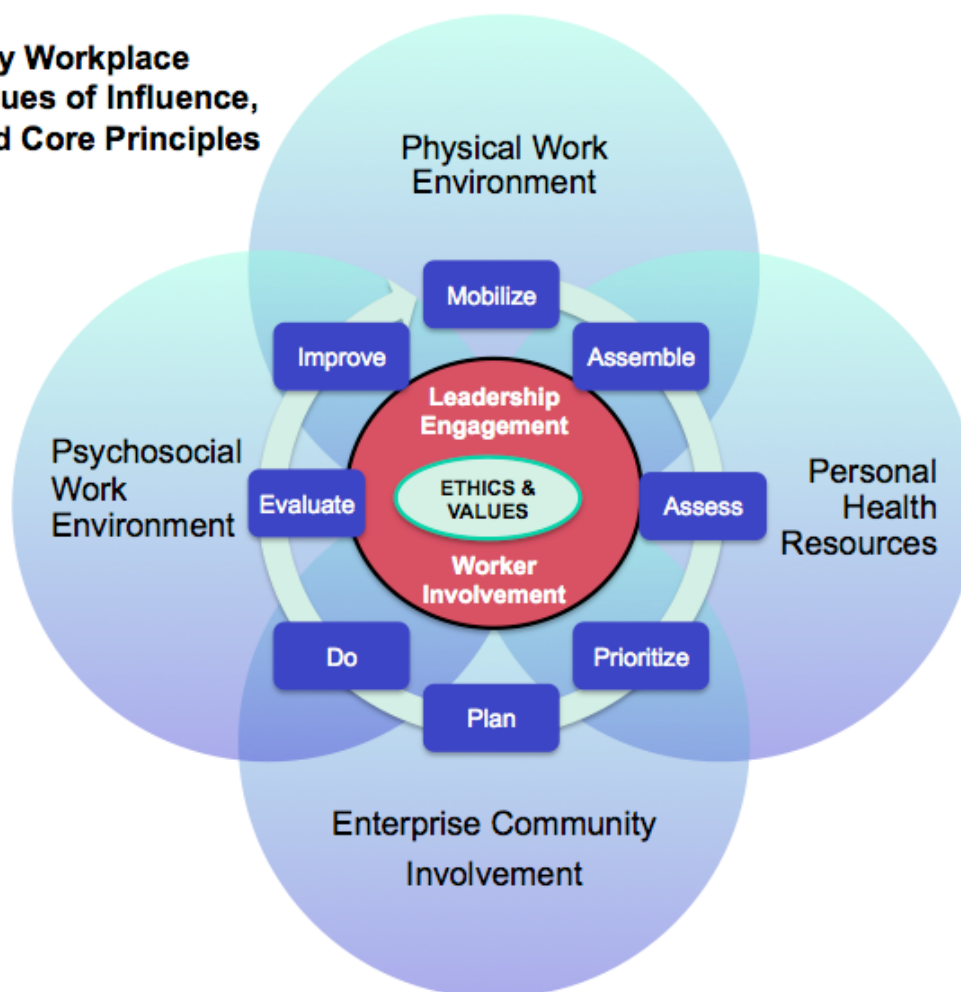 y Workplace
ues of Influence,
d Core Principles
Physical Work
Environment
Mobilize
Improve
Assemble
Leadership
Engagement
Psychosocial
Work
Environment
Evaluate
ETHICS &
VALUES
Assess
Personal
Health
Resources
Worker
Involvement
Do
Prioritize
Plan
Enterprise Community
Involvement